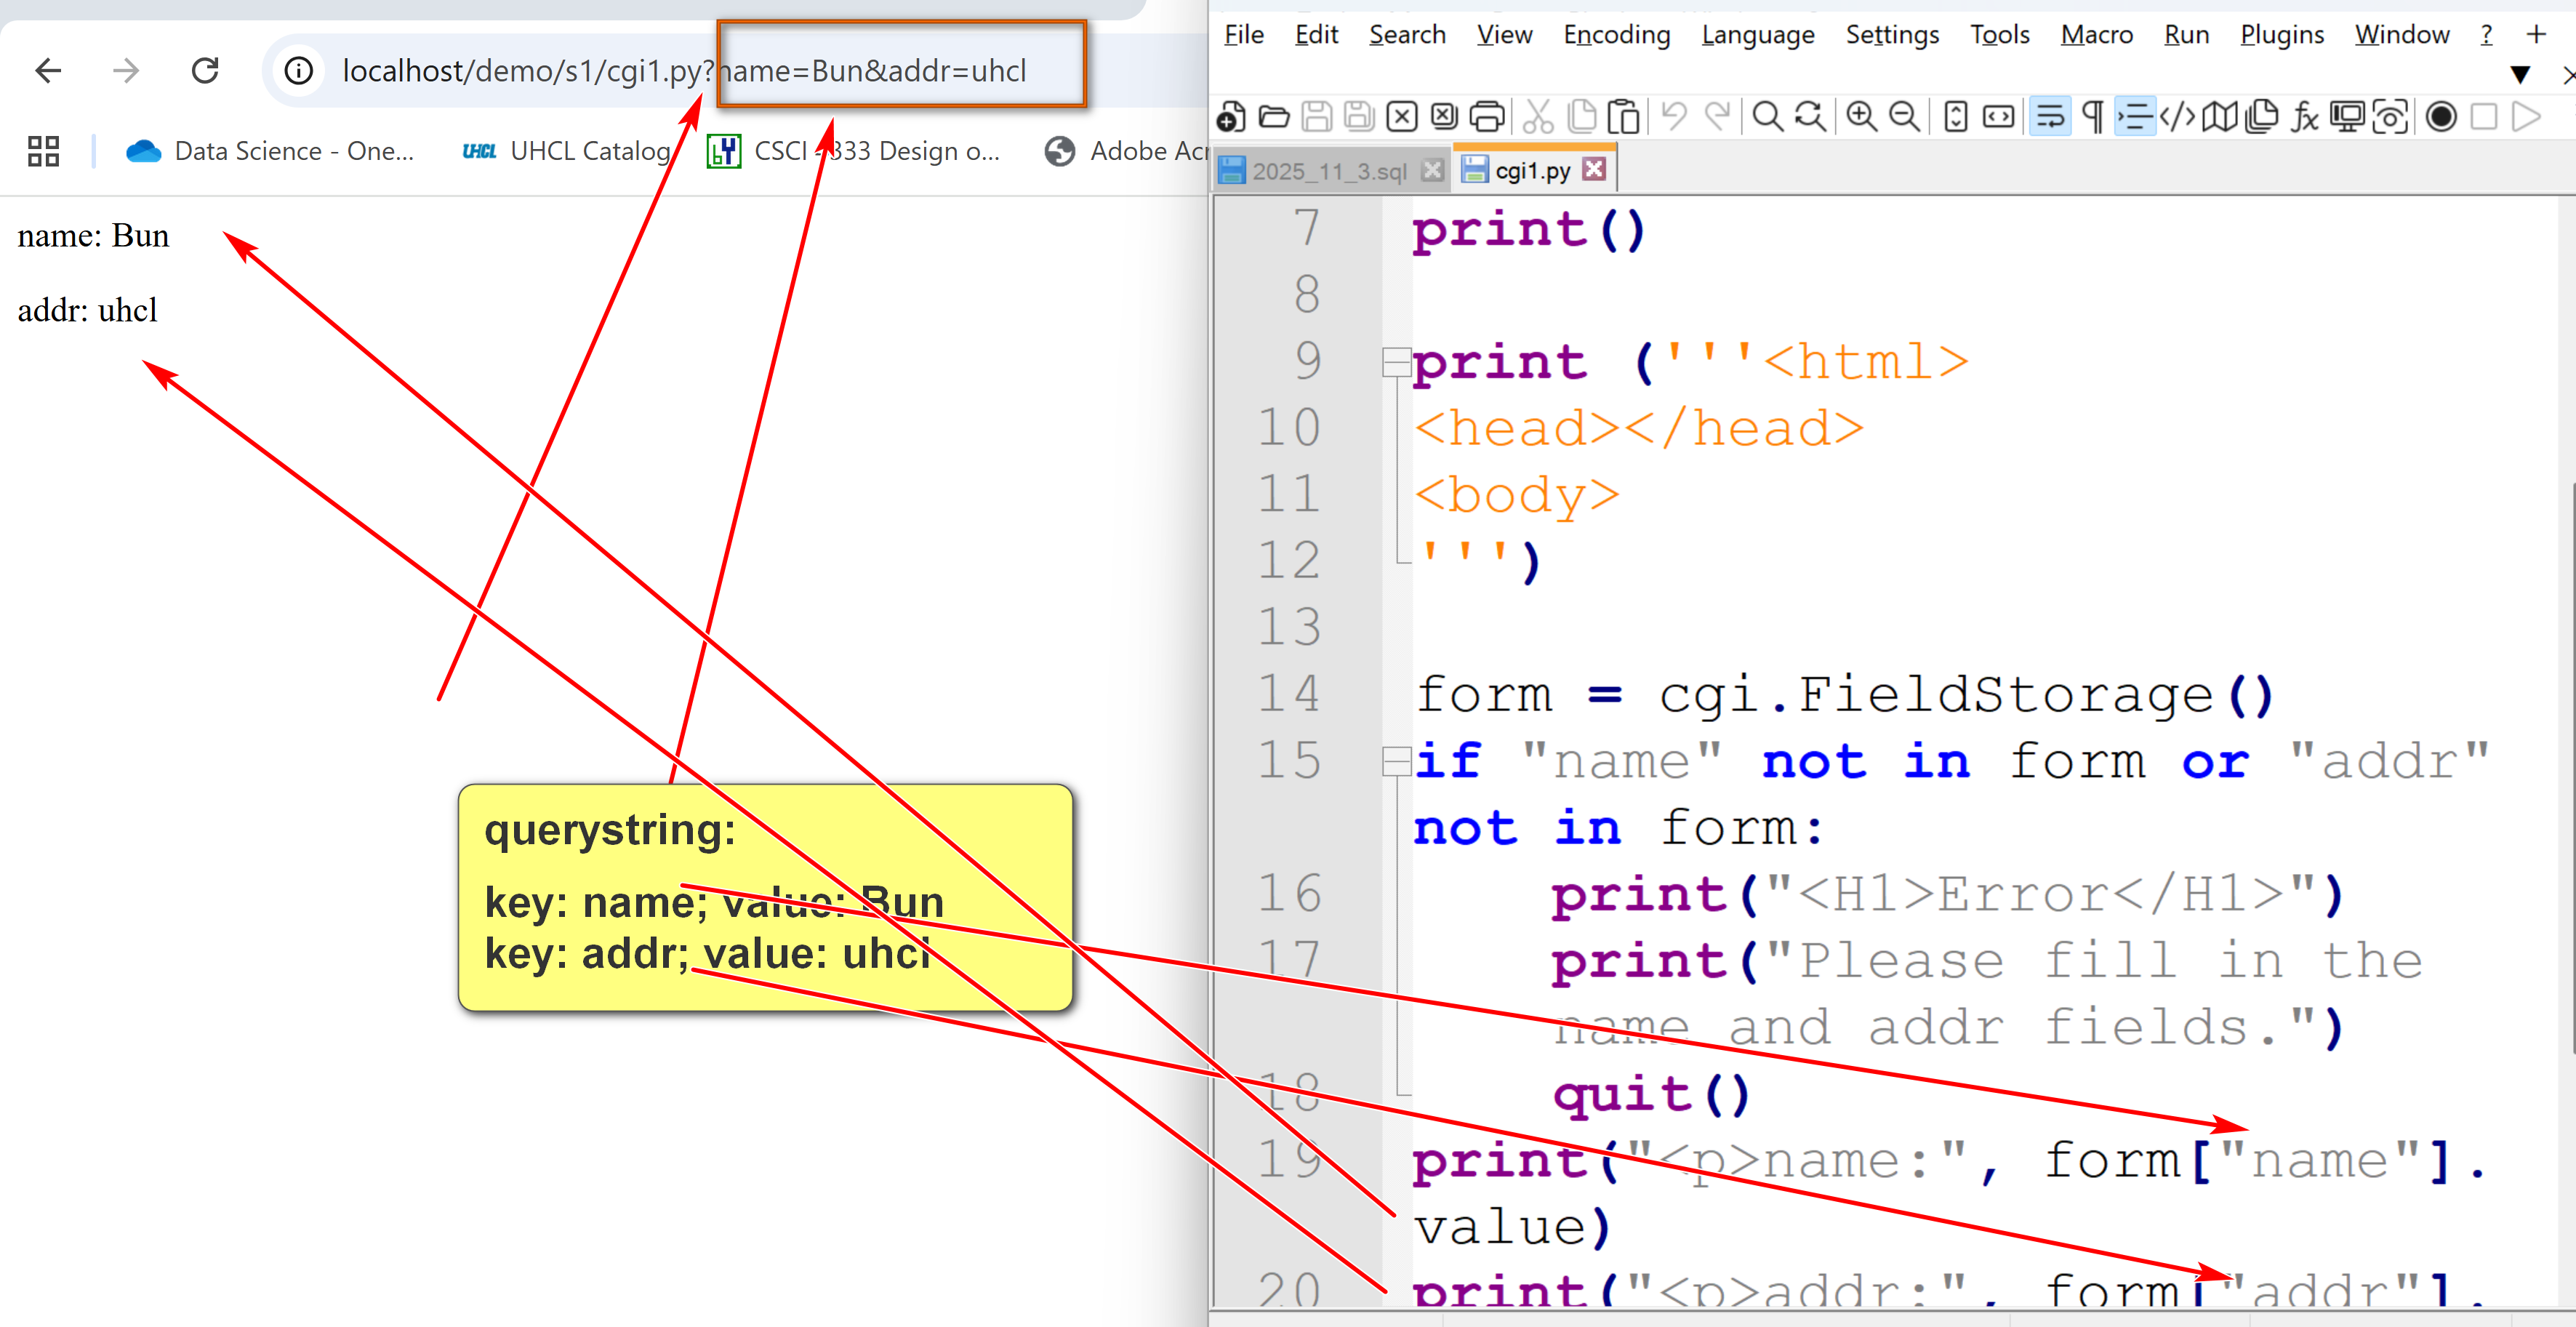 localhost/demo/s1/cgi1.py?name=Bun&addr=uhcl
Data Science - One...
UHCL UHCL Catalog
CSCI 333 Design o...
Adobe Acr
name: Bun
addr: uhcl
querystring:
key: name; value: Bun
key: addr; value: uhcl
File Edit Search View Encoding Language Settings Tools Macro Run Plugins Window ? +
2025_11_3.sql
cgi1.py
7 print()
8
9 print ('''<html>
10 <head></head>
11 <body>
12 ''')
13
14 form = cgi.FieldStorage()
15 if "name" not in form or "addr"
not in form:
16 print("<H1>Error</H1>")
17 print("Please fill in the
name and addr fields.")
18 quit()
19 print("<p>name:", form["name"].
value)
20 print("<p>addr:", form["addr"].